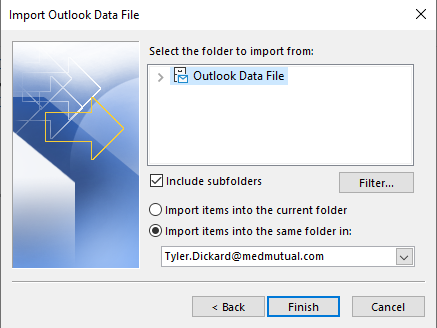 Import Outlook Data File
Select the folder to import from:
Outlook Data File
Include subfolders
Filter...
Import items into the current folder
Import items into the same folder in:
Tyler.Dickard@medmutual.com
< Back
Finish
Cancel